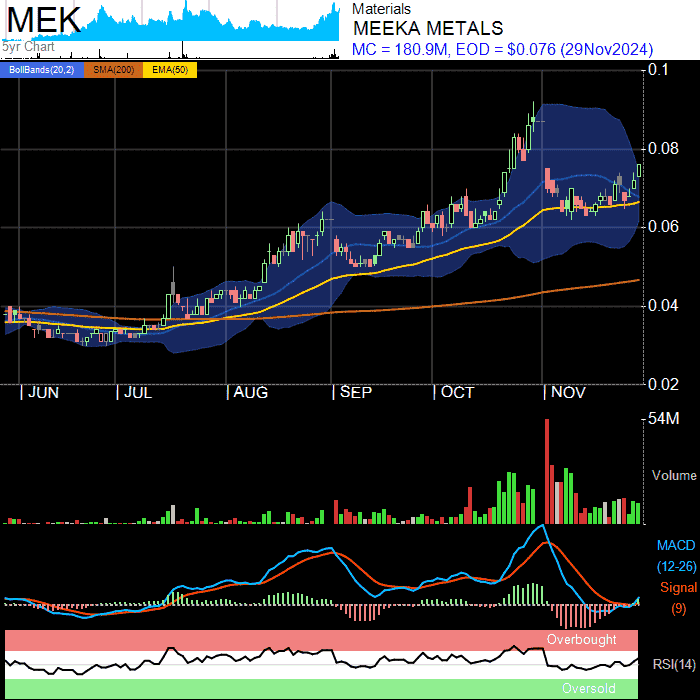 MEK
5yr Chart
Materials
MEEKA METALS
MC = 180.9M, EOD = $0.076 (29Nov2024)
BollBands(20,2) SMA(200) EMA(50)
0.1
0.08
0.06
0.04
0.02
JUN JUL AUG SEP OCT NOV
54M
Volume
MACD
(12-26)
Signal
(9)
Overbought
RSI(14)
Oversold